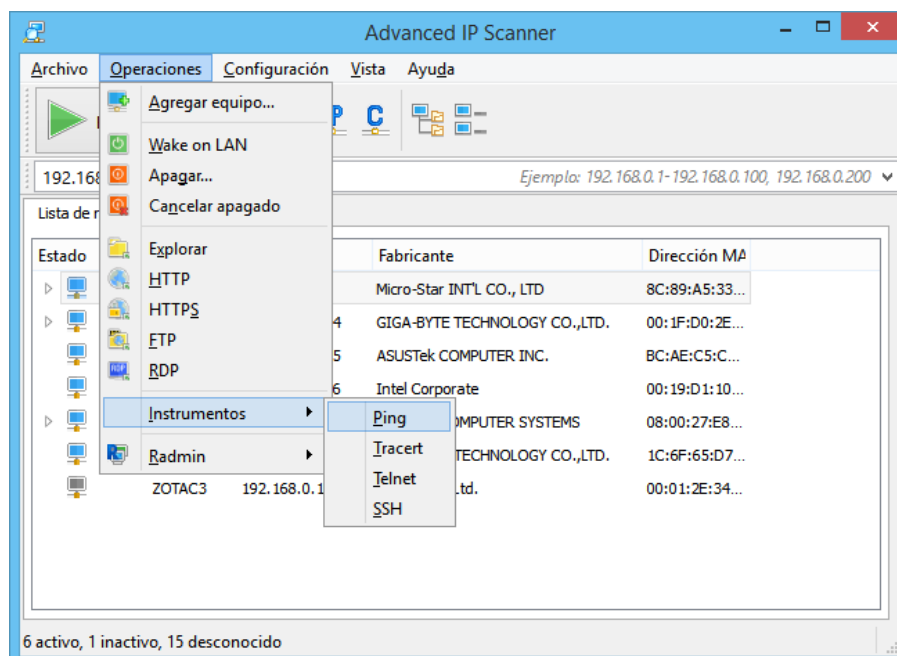 Advanced IP Scanner
Archivo Operaciones Configuración Vista Ayuda
P C
192.168 Ejemplo: 192.168.0.1-192.168.0.100, 192.168.0.200
Lista de r
Estado Fabricante Dirección MA
Micro-Star INT'L CO., LTD 8C:89:A5:33...
4 GIGA-BYTE TECHNOLOGY CO.,LTD. 00:1F:D0:2E...
5 ASUSTek COMPUTER INC. BC:AE:C5:C...
6 Intel Corporate 00:19:D1:10...
OMPUTER SYSTEMS 08:00:27:E8...
TECHNOLOGY CO.,LTD. 1C:6F:65:D7...
ZOTAC3 192.168.0.1 Ltd. 00:01:2E:34...
Agregar equipo...
Wake on LAN
Apagar...
Cancelar apagado
Explorar
HTTP
HTTPS
FTP
RDP
Instrumentos
Radmin
Ping
Tracert
Telnet
SSH
6 activo, 1 inactivo, 15 desconocido